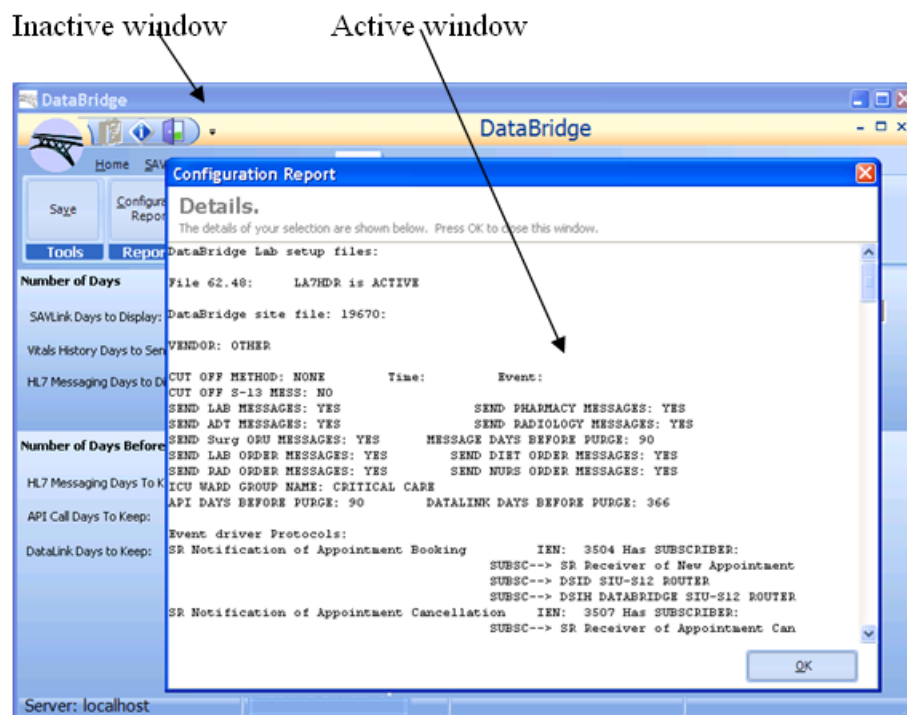 Inactive window Active window
DataBridge
DataBridge
Home SAV
Save
Configura
Repor
Tools Repor
Configuration Report
Details.
The details of your selection are shown below. Press OK to close this window.
Number of Days
SAVLink Days to Display:
Vitals History Days to Sen
HL7 Messaging Days to Di
Number of Days Before
HL7 Messaging Days To K
API Call Days To Keep:
DataLink Days to Keep:
DataBridge Lab setup files:
File 62.48: LA7HDR is ACTIVE
DataBridge site file: 19670:
VENDOR: OTHER
CUT OFF METHOD: NONE Time: Event:
CUT OFF S-13 MESS: NO
SEND LAB MESSAGES: YES SEND PHARMACY MESSAGES: YES
SEND ADT MESSAGES: YES SEND RADIOLOGY MESSAGES: YES
SEND Surg ORU MESSAGES: YES MESSAGE DAYS BEFORE PURGE: 90
SEND LAB ORDER MESSAGES: YES SEND DIET ORDER MESSAGES: YES
SEND RAD ORDER MESSAGES: YES SEND NURS ORDER MESSAGES: YES
ICU WARD GROUP NAME: CRITICAL CARE
API DAYS BEFORE PURGE: 90 DATALINK DAYS BEFORE PURGE: 366
Event driver Protocols:
SR Notification of Appointment Booking IEN: 3504 Has SUBSCRIBER:
SUBSC--> SR Receiver of New Appointment
SUBSC--> DSID SIU-S12 ROUTER
SUBSC--> DSIH DATABRIDGE SIU-S12 ROUTER
SR Notification of Appointment Cancellation IEN: 3507 Has SUBSCRIBER:
SUBSC--> SR Receiver of Appointment Can
OK
Server: localhost